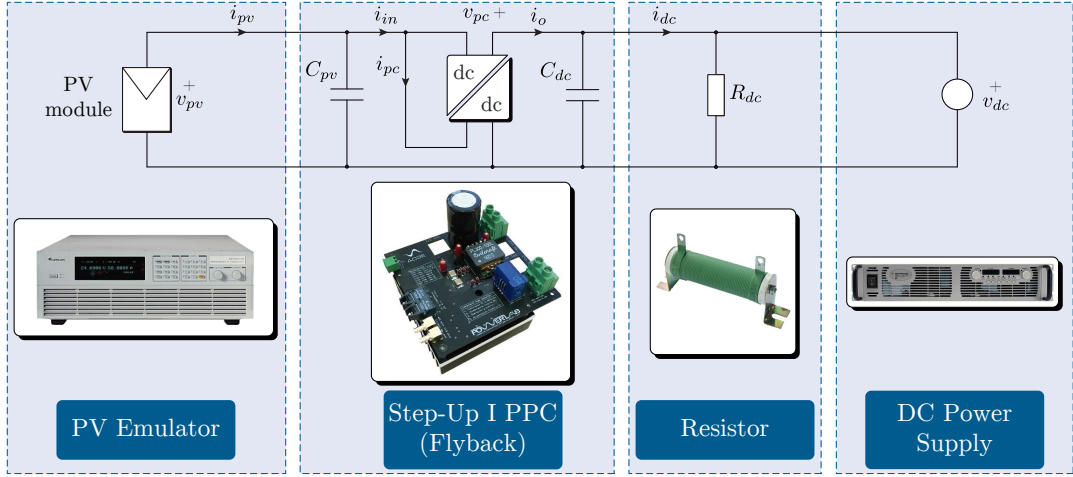 i_pv
i_in
v_pc +
i_o
i_dc
PV
module
+
v_pv
C_pv
i_pc
dc
dc
C_dc
R_dc
+
v_dc
POWERLAB
PV Emulator
Step-Up I PPC
(Flyback)
Resistor
DC Power
Supply